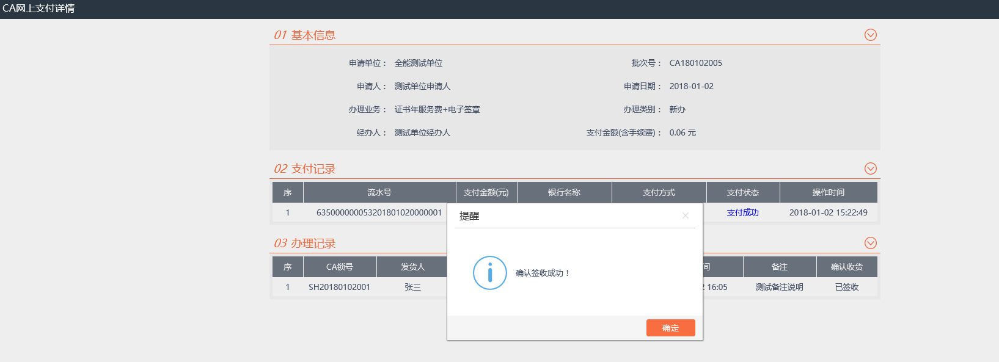 CA网上支付详情
01 基本信息
申请单位： 全能测试单位 批次号： CA180102005
申请人： 测试单位申请人 申请日期： 2018-01-02
办理业务： 证书年服务费+电子签章 办理类别： 新办
经办人： 测试单位经办人 支付金额(含手续费)： 0.06 元
02 支付记录
序 流水号 支付金额(元) 银行名称 支付方式 支付状态 操作时间
1 635000000053201801020000001 支付成功 2018-01-02 15:22:49
提醒
03 办理记录
序 CA锁号 发货人 间 备注 确认收货
确认签收成功！
1 SH20180102001 张三 2 16:05 测试备注说明 已签收
确定